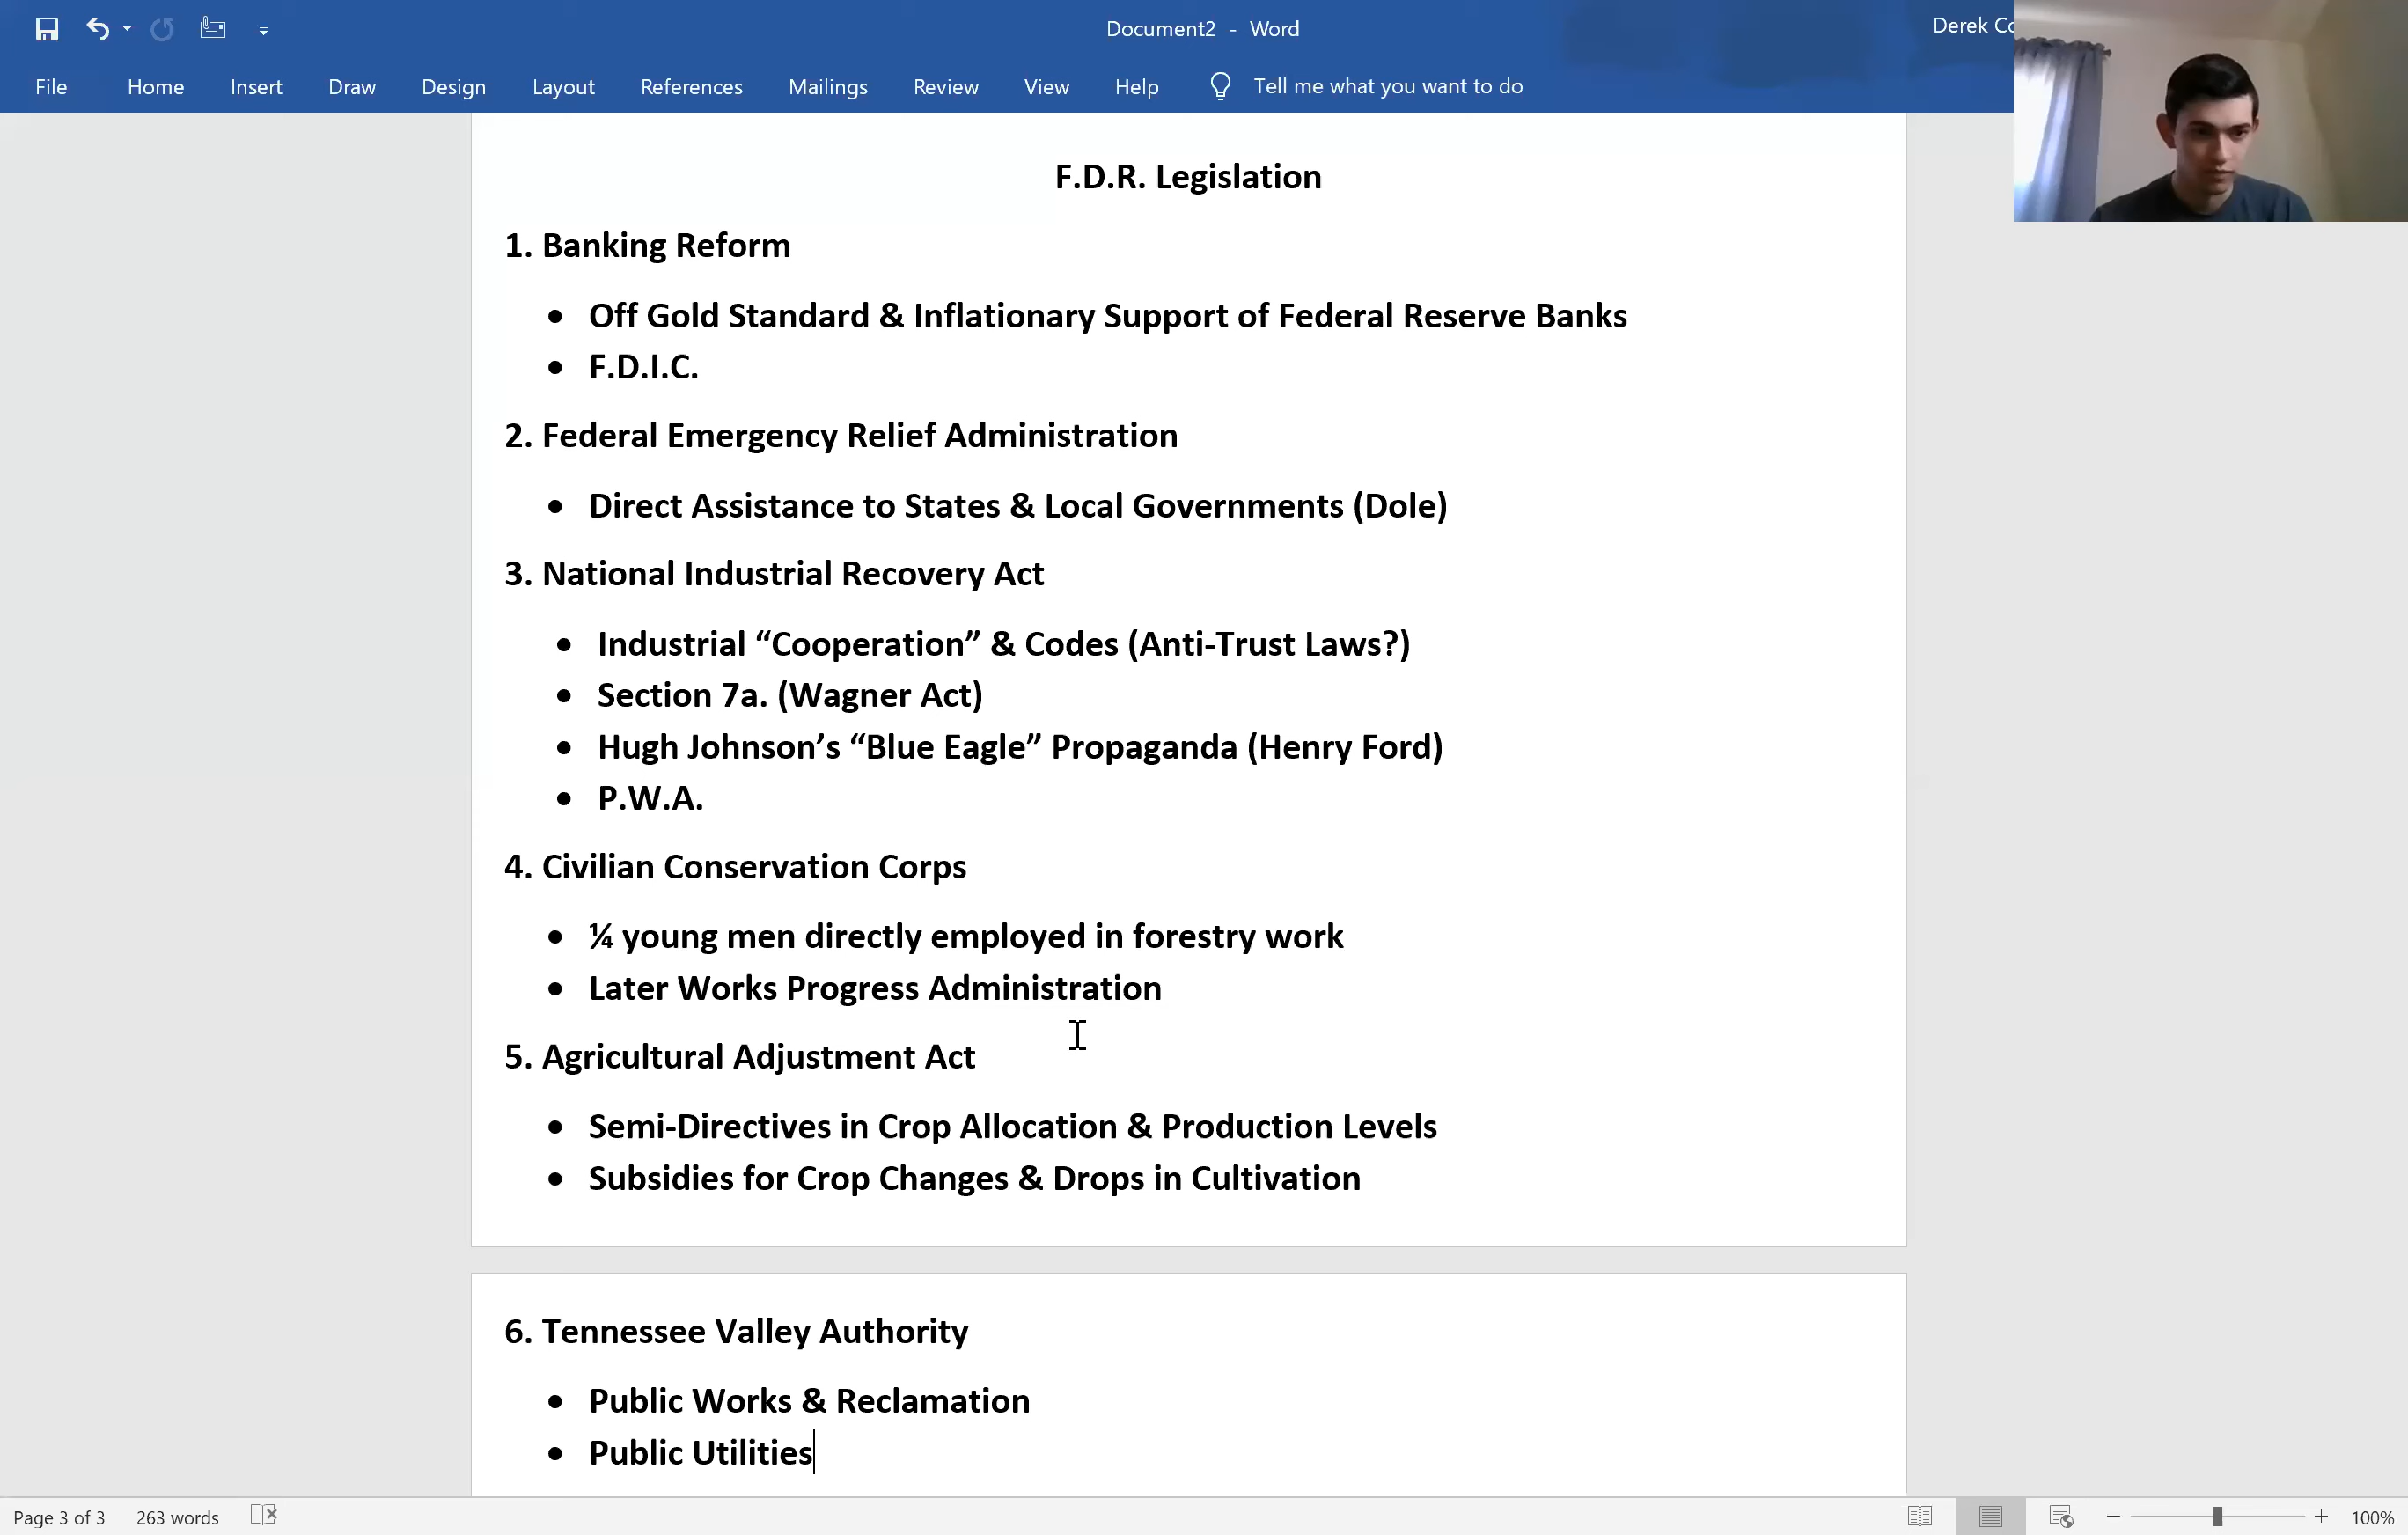 Document2 - Word
Derek Co
File Home Insert Draw Design Layout References Mailings Review View Help Tell me what you want to do
F.D.R. Legislation
1. Banking Reform
• Off Gold Standard & Inflationary Support of Federal Reserve Banks
• F.D.I.C.
2. Federal Emergency Relief Administration
• Direct Assistance to States & Local Governments (Dole)
3. National Industrial Recovery Act
• Industrial “Cooperation” & Codes (Anti-Trust Laws?)
• Section 7a. (Wagner Act)
• Hugh Johnson’s “Blue Eagle” Propaganda (Henry Ford)
• P.W.A.
4. Civilian Conservation Corps
• ¼ young men directly employed in forestry work
• Later Works Progress Administration
5. Agricultural Adjustment Act
• Semi-Directives in Crop Allocation & Production Levels
• Subsidies for Crop Changes & Drops in Cultivation
6. Tennessee Valley Authority
• Public Works & Reclamation
• Public Utilities
Page 3 of 3 263 words 100%